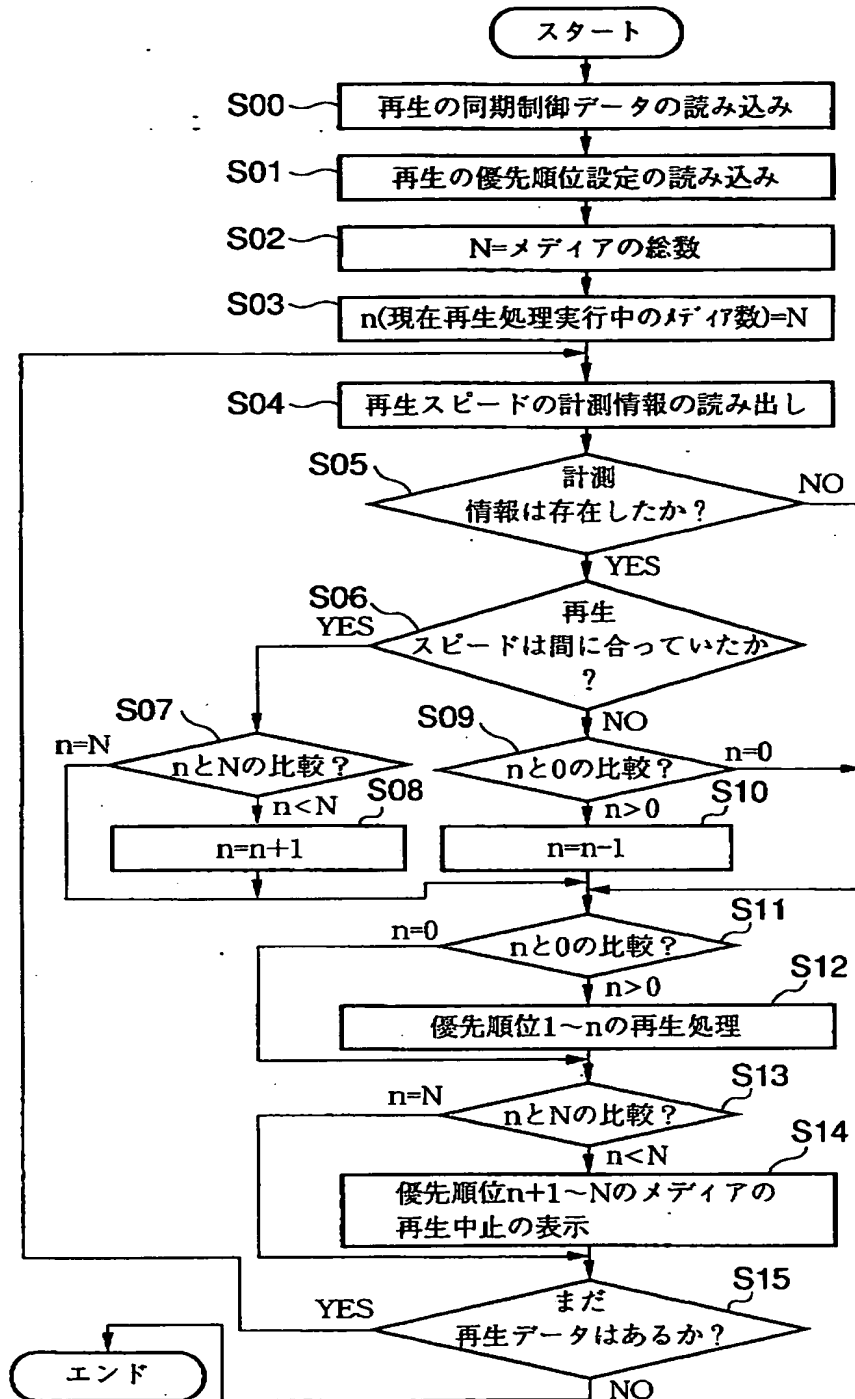 スタート
S00
再生の同期制御データの読み込み
S01
再生の優先順位設定の読み込み
S02
N=メディアの総数
S03
n(現在再生処理実行中のメディア数)=N
S04
再生スピードの計測情報の読み出し
S05
計測
情報は存在したか?
NO
YES
S06
再生
スピードは間に合っていたか
?
YES
NO
S07
nとNの比較?
n=N
n<N
S08
n=n+1
S09
nと0の比較?
n=0
n>0
S10
n=n-1
S11
nと0の比較?
n=0
n>0
S12
優先順位1~nの再生処理
S13
nとNの比較?
n=N
n<N
S14
優先順位n+1~Nのメディアの
再生中止の表示
S15
まだ
再生データはあるか?
YES
NO
エンド